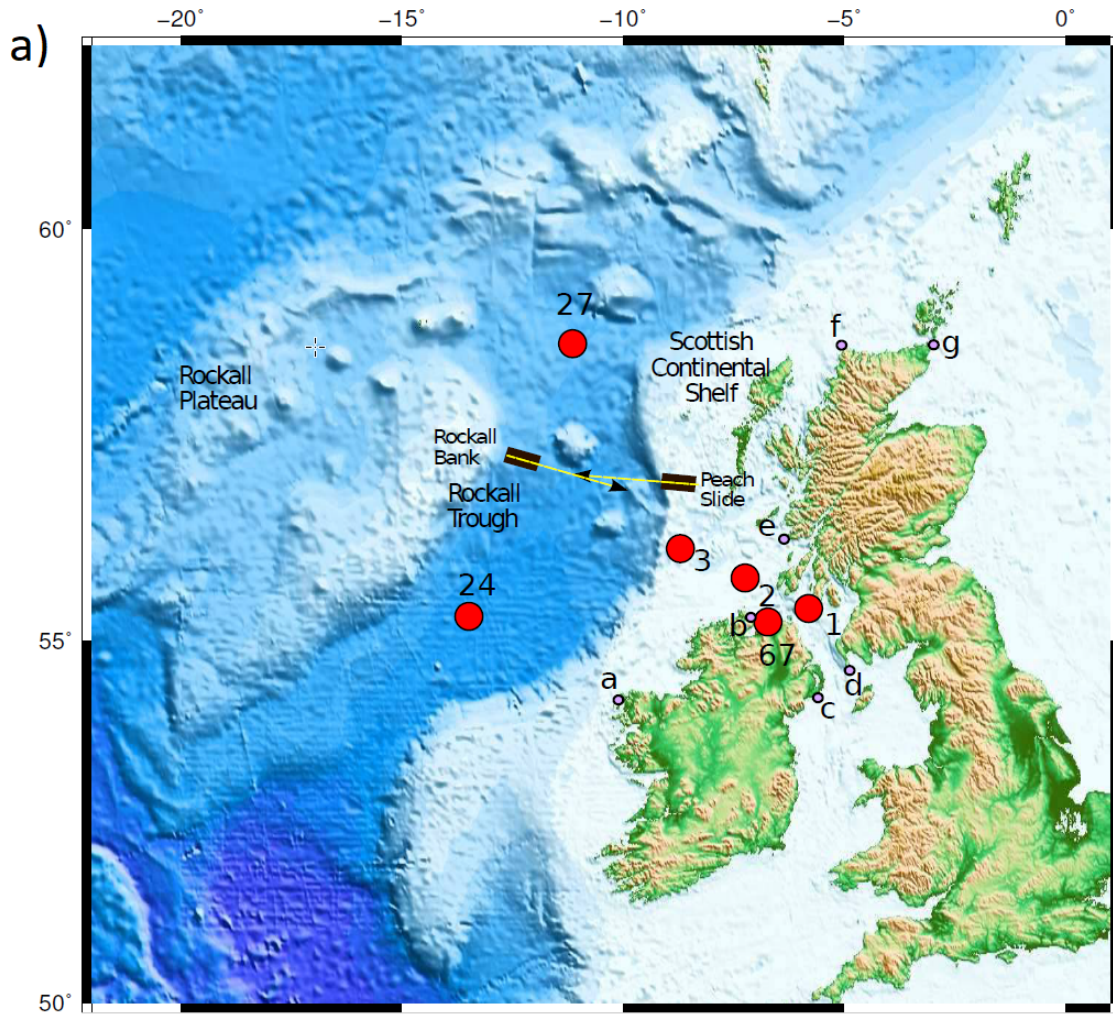 a)
−20˚ −15˚ −10˚ −5˚ 0˚
60˚
27
f
g
Scottish
Continental
Shelf
Rockall
Plateau
Rockall
Bank
Peach
Slide
Rockall
Trough
e
3
24
2
b
1
55˚
67
a
d
c
50˚